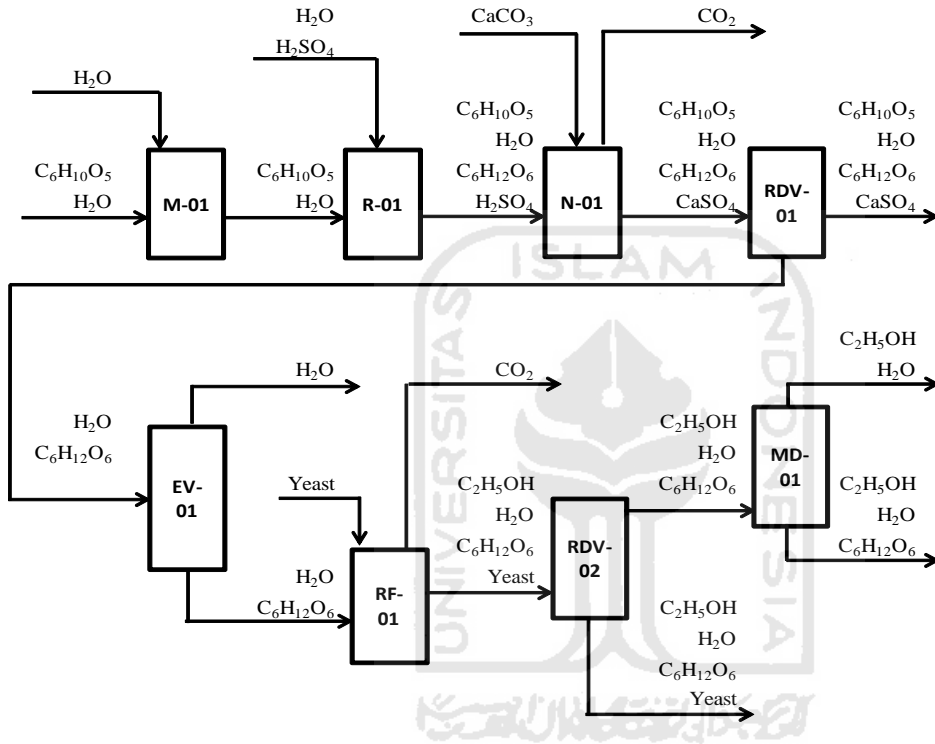 H₂O
H₂SO₄
CaCO₃
CO₂
H₂O
C₆H₁₀O₅
H₂O
M-01
C₆H₁₀O₅
H₂O
R-01
C₆H₁₀O₅
H₂O
C₆H₁₂O₆
H₂SO₄
N-01
C₆H₁₀O₅
H₂O
C₆H₁₂O₆
CaSO₄
RDV-
01
C₆H₁₀O₅
H₂O
C₆H₁₂O₆
CaSO₄
H₂O
C₆H₁₂O₆
EV-
01
H₂O
H₂O
C₆H₁₂O₆
Yeast
RF-
01
CO₂
C₂H₅OH
H₂O
C₆H₁₂O₆
Yeast
RDV-
02
C₂H₅OH
H₂O
C₆H₁₂O₆
MD-
01
C₂H₅OH
H₂O
C₂H₅OH
H₂O
C₆H₁₂O₆
C₂H₅OH
H₂O
C₆H₁₂O₆
Yeast
UNIVERSITAS
ISLAM
INDONESIA